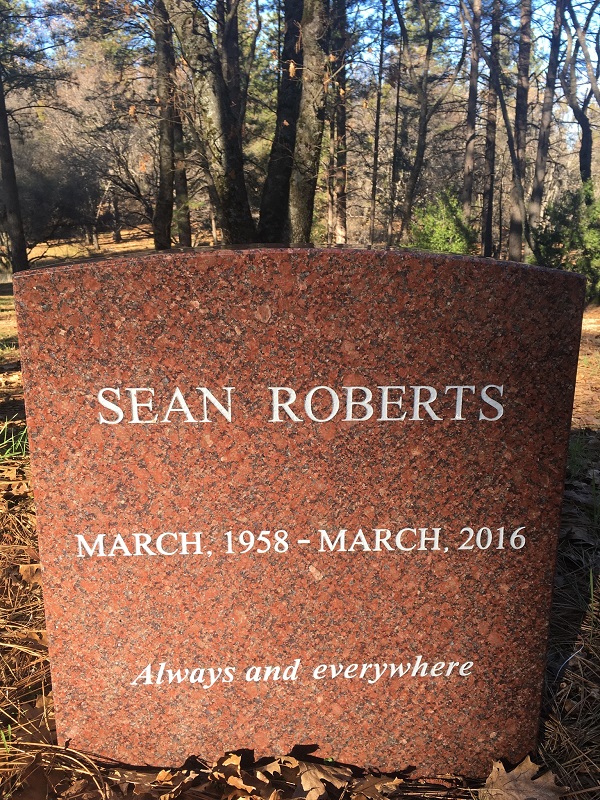 SEAN ROBERTS
MARCH, 1958 - MARCH, 2016
Always and everywhere